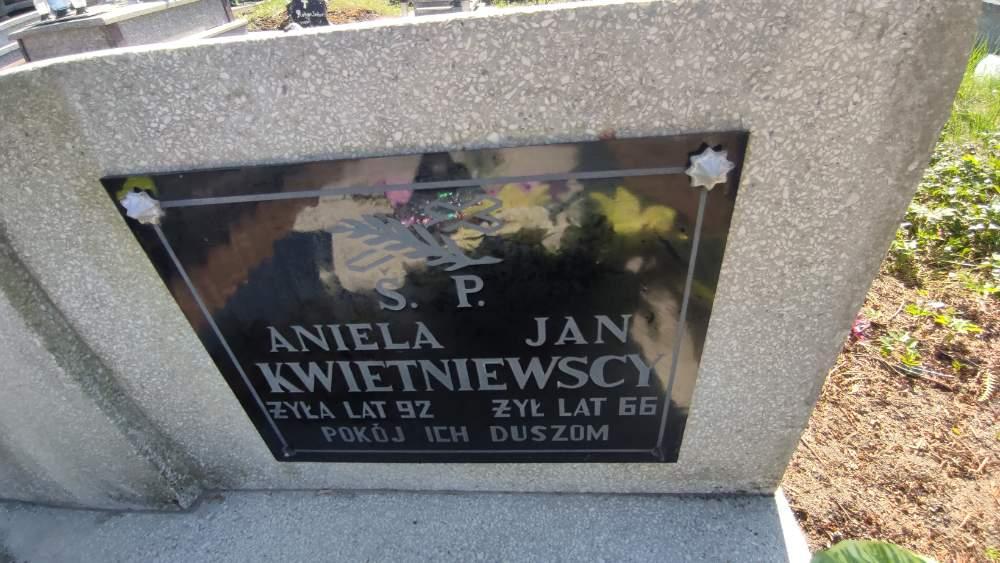 S. P.
ANIELA JAN
KWIETNIEWSCY
ŻYŁA LAT 92 ŻYŁ LAT 66
POKÓJ ICH DUSZOM